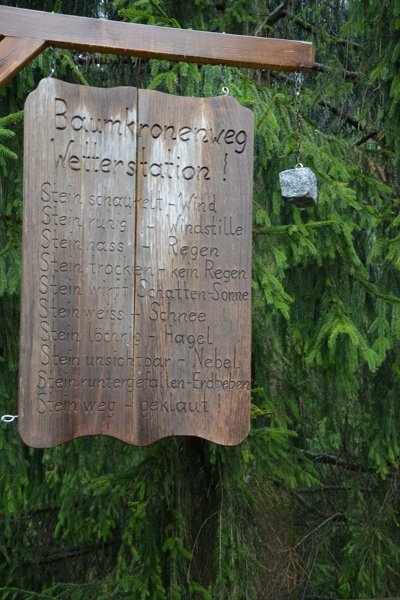 Baumkronenweg
Wetterstation !
Stein schaukelt - Wind
Stein ruhig - Windstille
Stein nass - Regen
Stein trocken - kein Regen
Stein wirft Schatten - Sonne
Stein weiss - Schnee
Stein löchrig - Hagel
Stein unsichtbar - Nebel
Stein runtergefallen - Erdbeben
Stein weg - geklaut !